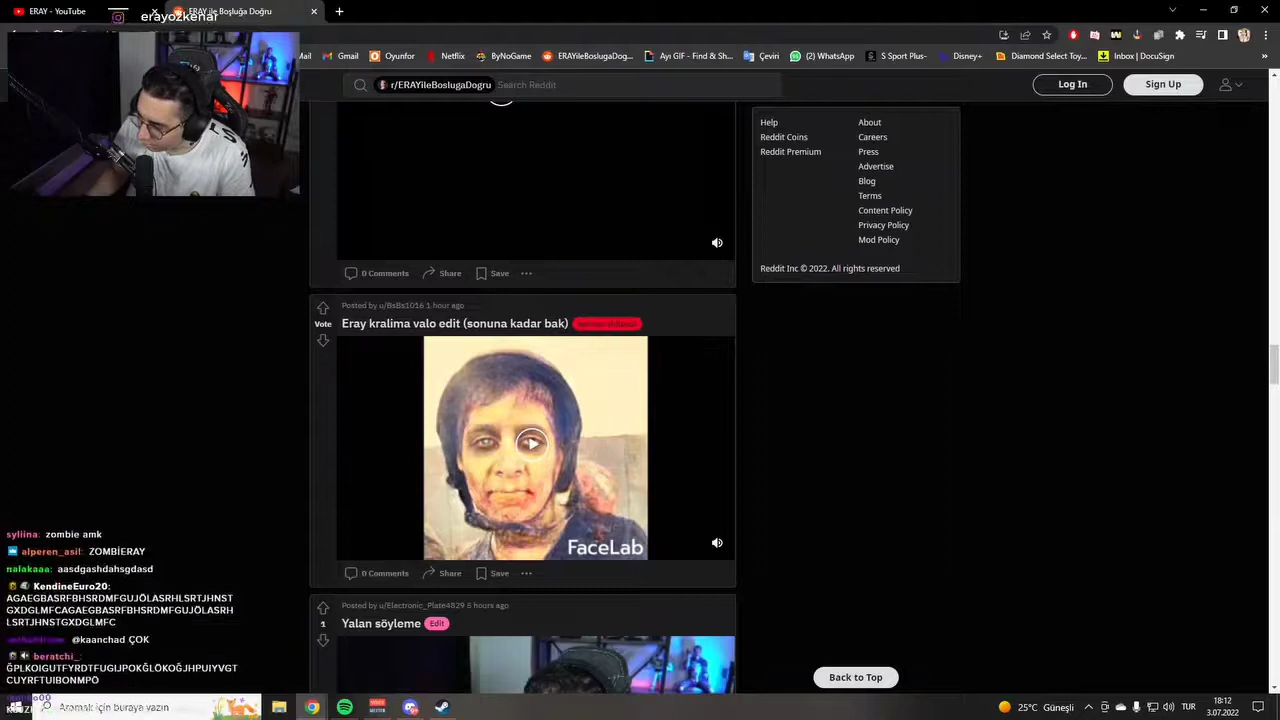 ERAY - YouTube
erayozkenar
ERAY ile Boşluğa Doğru
Mail
Gmail
Oyunfor
Netflix
ByNoGame
ERAYileBoslugaDog...
Ayi GIF - Find & Sh...
Çeviri
(2) WhatsApp
S Sport Plus-
Disney+
Diamond Select Zoomed...
Inbox | DocuSign
r/ERAYileBoslugaDogru
Search Reddit
Log In
Sign Up
Help
About
Reddit Coins
Careers
Reddit Premium
Press
Advertise
Blog
Terms
Content Policy
Privacy Policy
Mod Policy
Reddit Inc © 2022. All rights reserved
0 Comments
Share
Save
Posted by u/BsBs1016 1 hour ago
Vote
Eray kralima valo edit (sonuna kadar bak)
FaceLab
0 Comments
Share
Save
Posted by u/Electronic_Plate4829 5 hours ago
1
Yalan söyleme
Edit
Back to Top
syliina: zombie amk
alperen_asil: ZOMBİERAY
nalakaaa: aasdgashdahsgdasd
KendineEuro20:
AGAEGBASRFBHSRDMFGUJÖLASRHLSRTJHNST
GXDGLMFCAGAEGBASRFBHSRDMFGUJÖLASRH
LSRTJHNSTGXDGLMFC
@kaanchad ÇOK
beratchi_:
ĞPLKOIGUTFYRDTFUGIJPOKĞLÖKOĞJHPUIYVGT
CUYRFTUIBONMPÖ
Aramak için buraya yazın
25°C Güneşli
TUR
18:12
3.07.2022